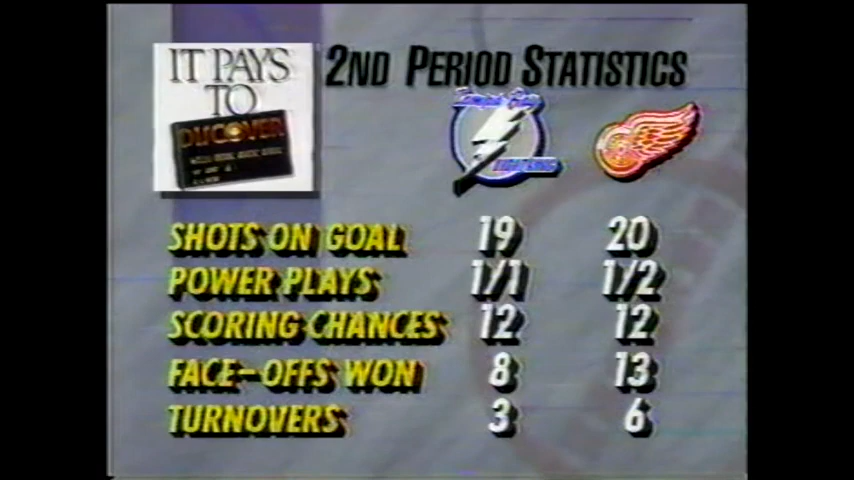 IT PAYS
TO
DISCOVER
2ND PERIOD STATISTICS
Tampa Bay
LIGHTNING
SHOTS ON GOAL 19 20
POWER PLAYS 1/1 1/2
SCORING CHANCES 12 12
FACE-OFFS WON 8 13
TURNOVERS 3 6